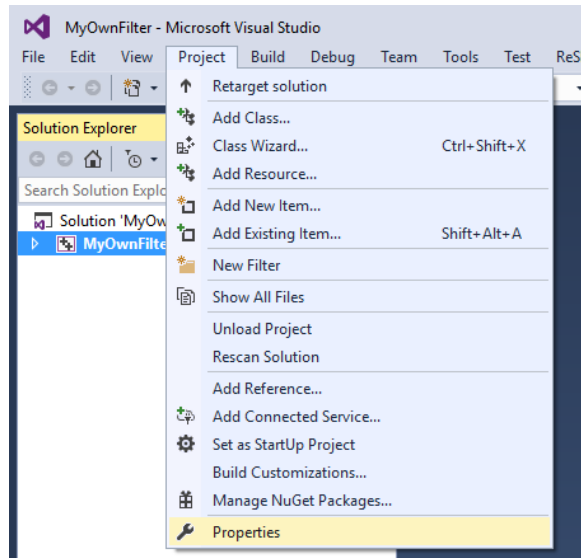 MyOwnFilter - Microsoft Visual Studio
File Edit View Project Build Debug Team Tools Test ReS
Retarget solution
Solution Explorer
Add Class...
Class Wizard... Ctrl+Shift+X
Add Resource...
Search Solution Explo
Add New Item...
Solution 'MyOw
Add Existing Item... Shift+Alt+A
MyOwnFilte
New Filter
Show All Files
Unload Project
Rescan Solution
Add Reference...
Add Connected Service...
Set as StartUp Project
Build Customizations...
Manage NuGet Packages...
Properties